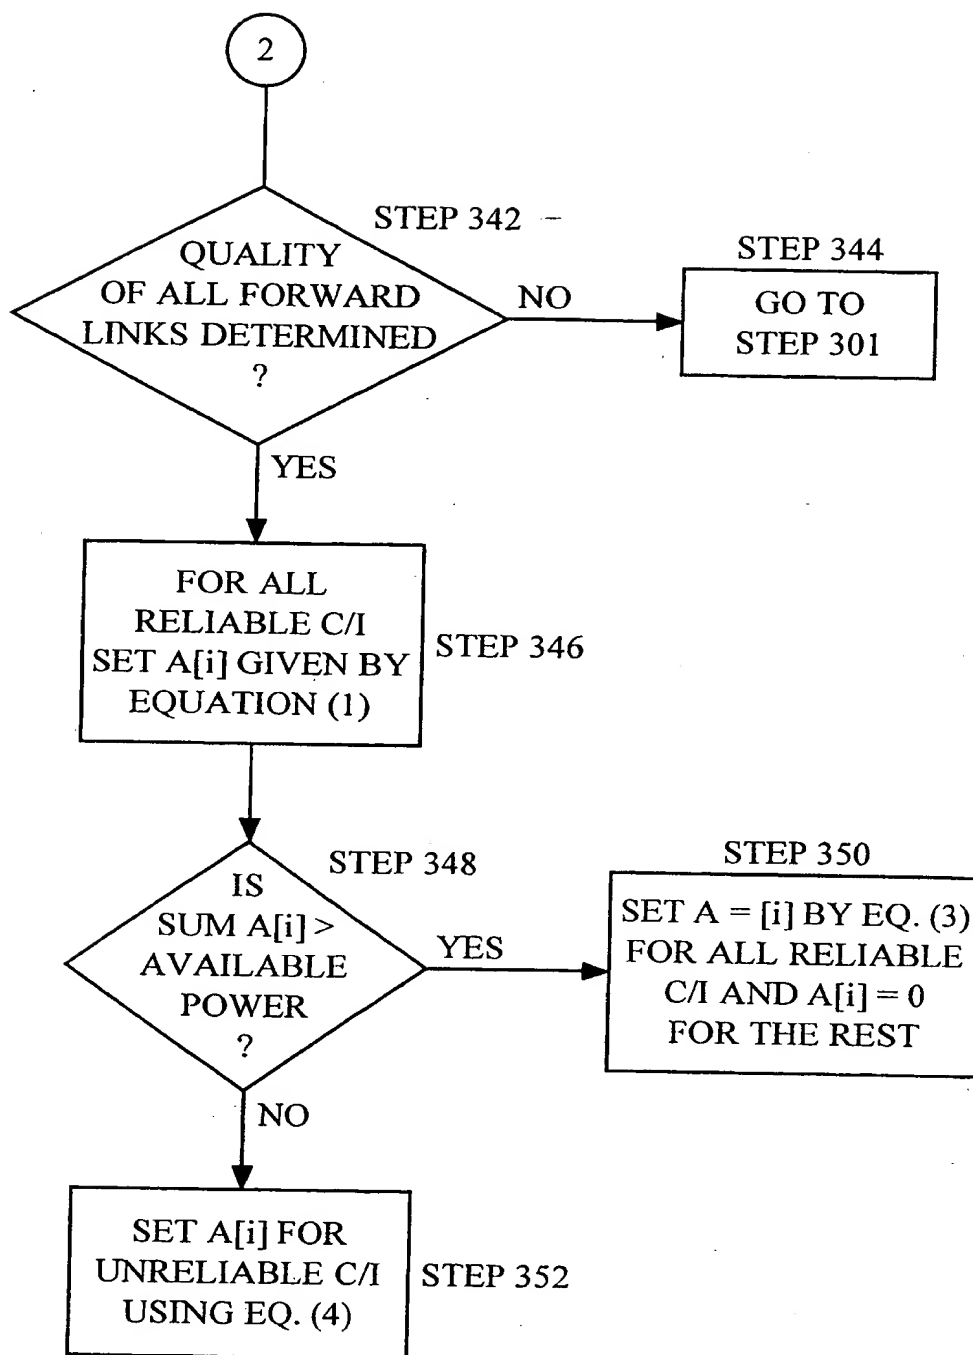 2
STEP 342
QUALITY
OF ALL FORWARD
LINKS DETERMINED
?
NO
STEP 344
GO TO
STEP 301
YES
FOR ALL
RELIABLE C/I
SET A[i] GIVEN BY
EQUATION (1)
STEP 346
STEP 348
IS
SUM A[i] >
AVAILABLE
POWER
?
YES
STEP 350
SET A = [i] BY EQ. (3)
FOR ALL RELIABLE
C/I AND A[i] = 0
FOR THE REST
NO
SET A[i] FOR
UNRELIABLE C/I
USING EQ. (4)
STEP 352